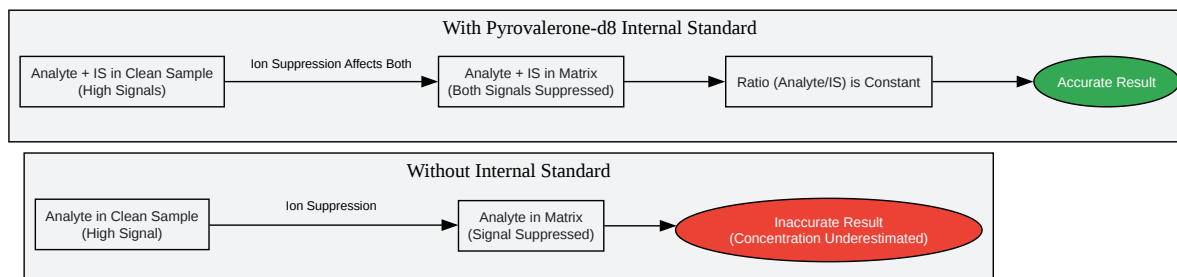 With Pyrovalerone-d8 Internal Standard
Analyte + IS in Clean Sample
(High Signals)
Ion Suppression Affects Both
Analyte + IS in Matrix
(Both Signals Suppressed)
Ratio (Analyte/IS) is Constant
Accurate Result
Without Internal Standard
Analyte in Clean Sample
(High Signal)
Ion Suppression
Analyte in Matrix
(Signal Suppressed)
Inaccurate Result
(Concentration Underestimated)